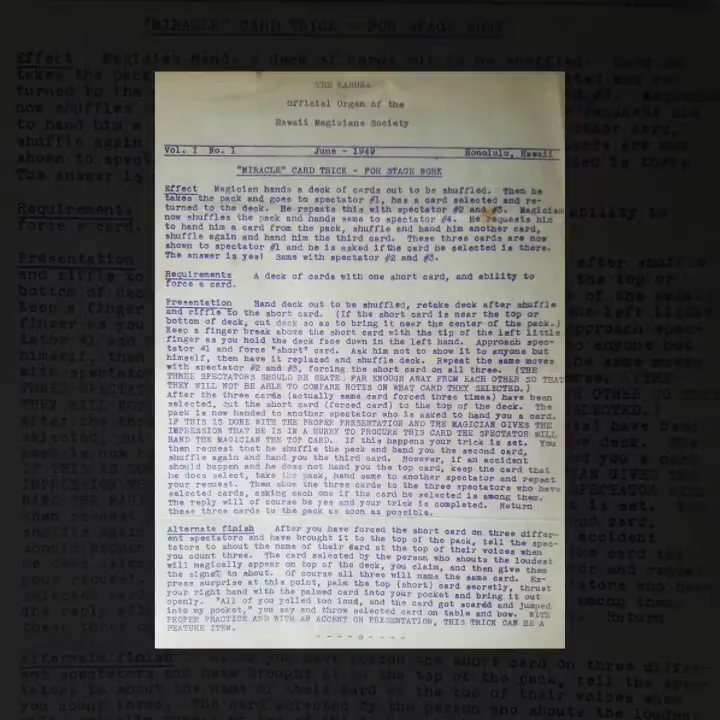 THE KAHUNA
Official Organ of the
Hawaii Magicians Society
Vol. I No. 1 June - 1949 Honolulu, Hawaii
"MIRACLE" CARD TRICK - FOR STAGE WORK
Effect Magician hands a deck of cards out to be shuffled. Then he
takes the pack and goes to spectator #1, has a card selected and re-
turned to the deck. He repeats this with spectator #2 and #3. Magician
now shuffles the pack and hands same to specta #4. He requests him
to hand him a card from the pack, shuffle and hand him another card,
shuffle again and hand him the third card. These three cards are now
shown to spectator #1 and he is asked if the card he selected is there.
The answer is yes! Same with spectator #2 and #3.
Requirements A deck of cards with one short card, and ability to
force a card.
Presentation Hand deck out to be shuffled, retake deck after shuffle
and riffle to the short card. (If the short card is near the top or
bottom of deck, cut deck so as to bring it near the center of the pack.)
Keep a finger break above the short card with the tip of the left little
finger as you hold the deck face down in the left hand. Approach spec-
tator #1 and force "short" card. Ask him not to show it to anyone but
himself, then have it replaced and shuffle deck. Repeat the same moves
with spectator #2 and #3, forcing the short card on all three. (THE
THREE SPECTATORS SHOULD BE SEATED FAR ENOUGH AWAY FROM EACH OTHER SO THAT
THEY WILL NOT BE ABLE TO COMPARE NOTES ON WHAT CARD THEY SELECTED.)
After the three cards (actually same card forced three times) have been
selected, cut the short card (forced card) to the top of the deck. The
pack is now handed to another spectator who is asked to hand you a card.
IF THIS IS DONE WITH THE PROPER PRESENTATION AND THE MAGICIAN GIVES THE
IMPRESSION THAT HE IS IN A HURRY TO PROCURE THIS CARD THE SPECTATOR WILL
HAND THE MAGICIAN THE TOP CARD. If this happens your trick is set. You
then request that he shuffle the pack and hand you the second card,
shuffle again and hand you the third card. However, if an accident
should happen and he does not hand you the top card, keep the card that
he does select, take the pack, hand same to another spectator and repeat
your request. Then show the three cards to the three spectators who have
selected cards, asking each one if the card he selected is among them.
The reply will of course be yes and your trick is completed. Return
these three cards to the pack as soon as possible.
Alternate finish After you have forced the short card on three differ-
ent spectators and have brought it to the top of the pack, tell the spec-
tators to shout the name of their card at the top of their voices when
you count three. The card selected by the person who shouts the loudest
will magically appear on top of the deck, you claim, and then give them
the signal to shout. Of course all three will name the same card. Ex-
press surprise at this point, palm the top (short) card secretly, thrust
your right hand with the palmed card into your pocket and bring it out
openly. "All of you yelled too loud, and the card got scared and jumped
into my pocket," you say and throw selected card on table and bow. WITH
PROPER PRACTICE AND WITH AN ACCENT ON PRESENTATION, THIS TRICK CAN BE A
FEATURE ITEM.
- - - - - o - - - - -